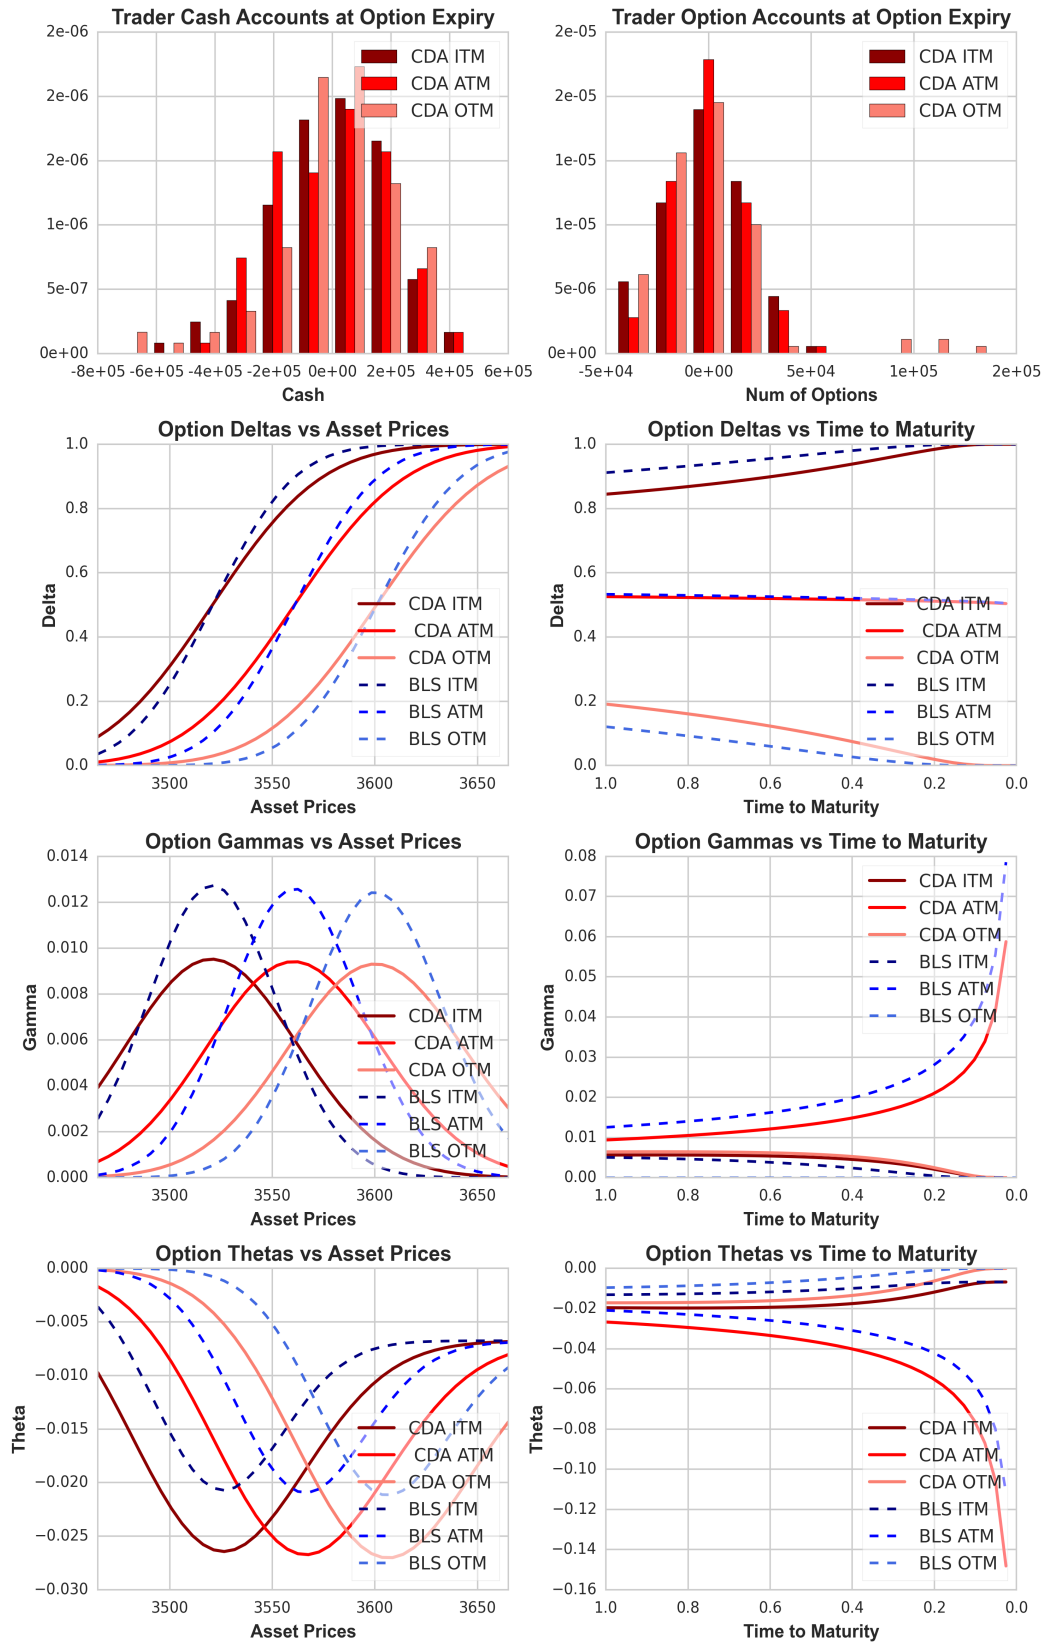 Trader Cash Accounts at Option Expiry
2e-06
2e-06
2e-06
1e-06
5e-07
0e+00
CDA ITM
CDA ATM
CDA OTM
-8e+05 -6e+05 -4e+05 -2e+05 0e+00 2e+05 4e+05 6e+05
Cash
Trader Option Accounts at Option Expiry
2e-05
2e-05
1e-05
1e-05
5e-06
0e+00
CDA ITM
CDA ATM
CDA OTM
-5e+04 0e+00 5e+04 1e+05 2e+05
Num of Options
Option Deltas vs Asset Prices
1.0
0.8
0.6
0.4
0.2
0.0
Delta
CDA ITM
CDA ATM
CDA OTM
BLS ITM
BLS ATM
BLS OTM
3500 3550 3600 3650
Asset Prices
Option Deltas vs Time to Maturity
1.0
0.8
0.6
0.4
0.2
0.0
Delta
CDA ITM
CDA ATM
CDA OTM
BLS ITM
BLS ATM
BLS OTM
1.0 0.8 0.6 0.4 0.2 0.0
Time to Maturity
Option Gammas vs Asset Prices
0.014
0.012
0.010
0.008
0.006
0.004
0.002
0.000
Gamma
CDA ITM
CDA ATM
CDA OTM
BLS ITM
BLS ATM
BLS OTM
3500 3550 3600 3650
Asset Prices
Option Gammas vs Time to Maturity
0.08
0.07
0.06
0.05
0.04
0.03
0.02
0.01
0.00
Gamma
CDA ITM
CDA ATM
CDA OTM
BLS ITM
BLS ATM
BLS OTM
1.0 0.8 0.6 0.4 0.2 0.0
Time to Maturity
Option Thetas vs Asset Prices
0.000
−0.005
−0.010
−0.015
−0.020
−0.025
−0.030
Theta
CDA ITM
CDA ATM
CDA OTM
BLS ITM
BLS ATM
BLS OTM
3500 3550 3600 3650
Asset Prices
Option Thetas vs Time to Maturity
0.00
−0.02
−0.04
−0.06
−0.08
−0.10
−0.12
−0.14
−0.16
Theta
CDA ITM
CDA ATM
CDA OTM
BLS ITM
BLS ATM
BLS OTM
1.0 0.8 0.6 0.4 0.2 0.0
Time to Maturity